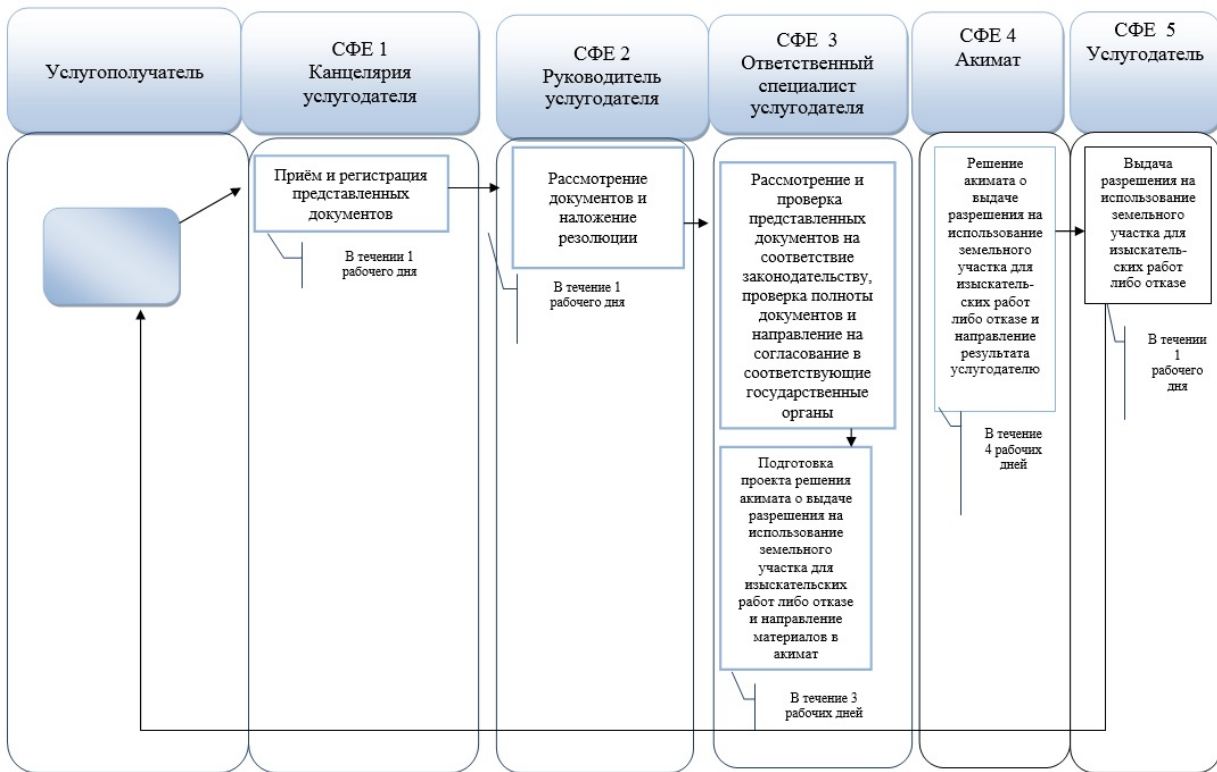 Услугополучатель
СФЕ 1
Канцелярия
услугодателя
СФЕ 2
Руководитель
услугодателя
СФЕ 3
Ответственный
специалист
услугодателя
СФЕ 4
Акимат
СФЕ 5
Услугодатель
Приём и регистрация
представленных
документов
В течении 1
рабочего дня
Рассмотрение
документов и
наложение
резолюции
В течение 1
рабочего дня
Рассмотрение и
проверка
представленных
документов на
соответствие
законодательству,
проверка полноты
документов и
направление на
согласование в
соответствующие
государственные
органы
Подготовка
проекта решения
акимата о выдаче
разрешения на
использование
земельного
участка для
изыскательских
работ либо отказе
и направление
материалов в
акимат
В течение 3
рабочих дней
Решение
акимата о
выдаче
разрешения на
использование
земельного
участка для
изыскатель-
ских работ
либо отказе и
направление
результата
услугодателю
В течение
4 рабочих
дней
Выдача
разрешения на
использование
земельного
участка для
изыскатель-
ских работ
либо отказе
В течении
1
рабочего
дня